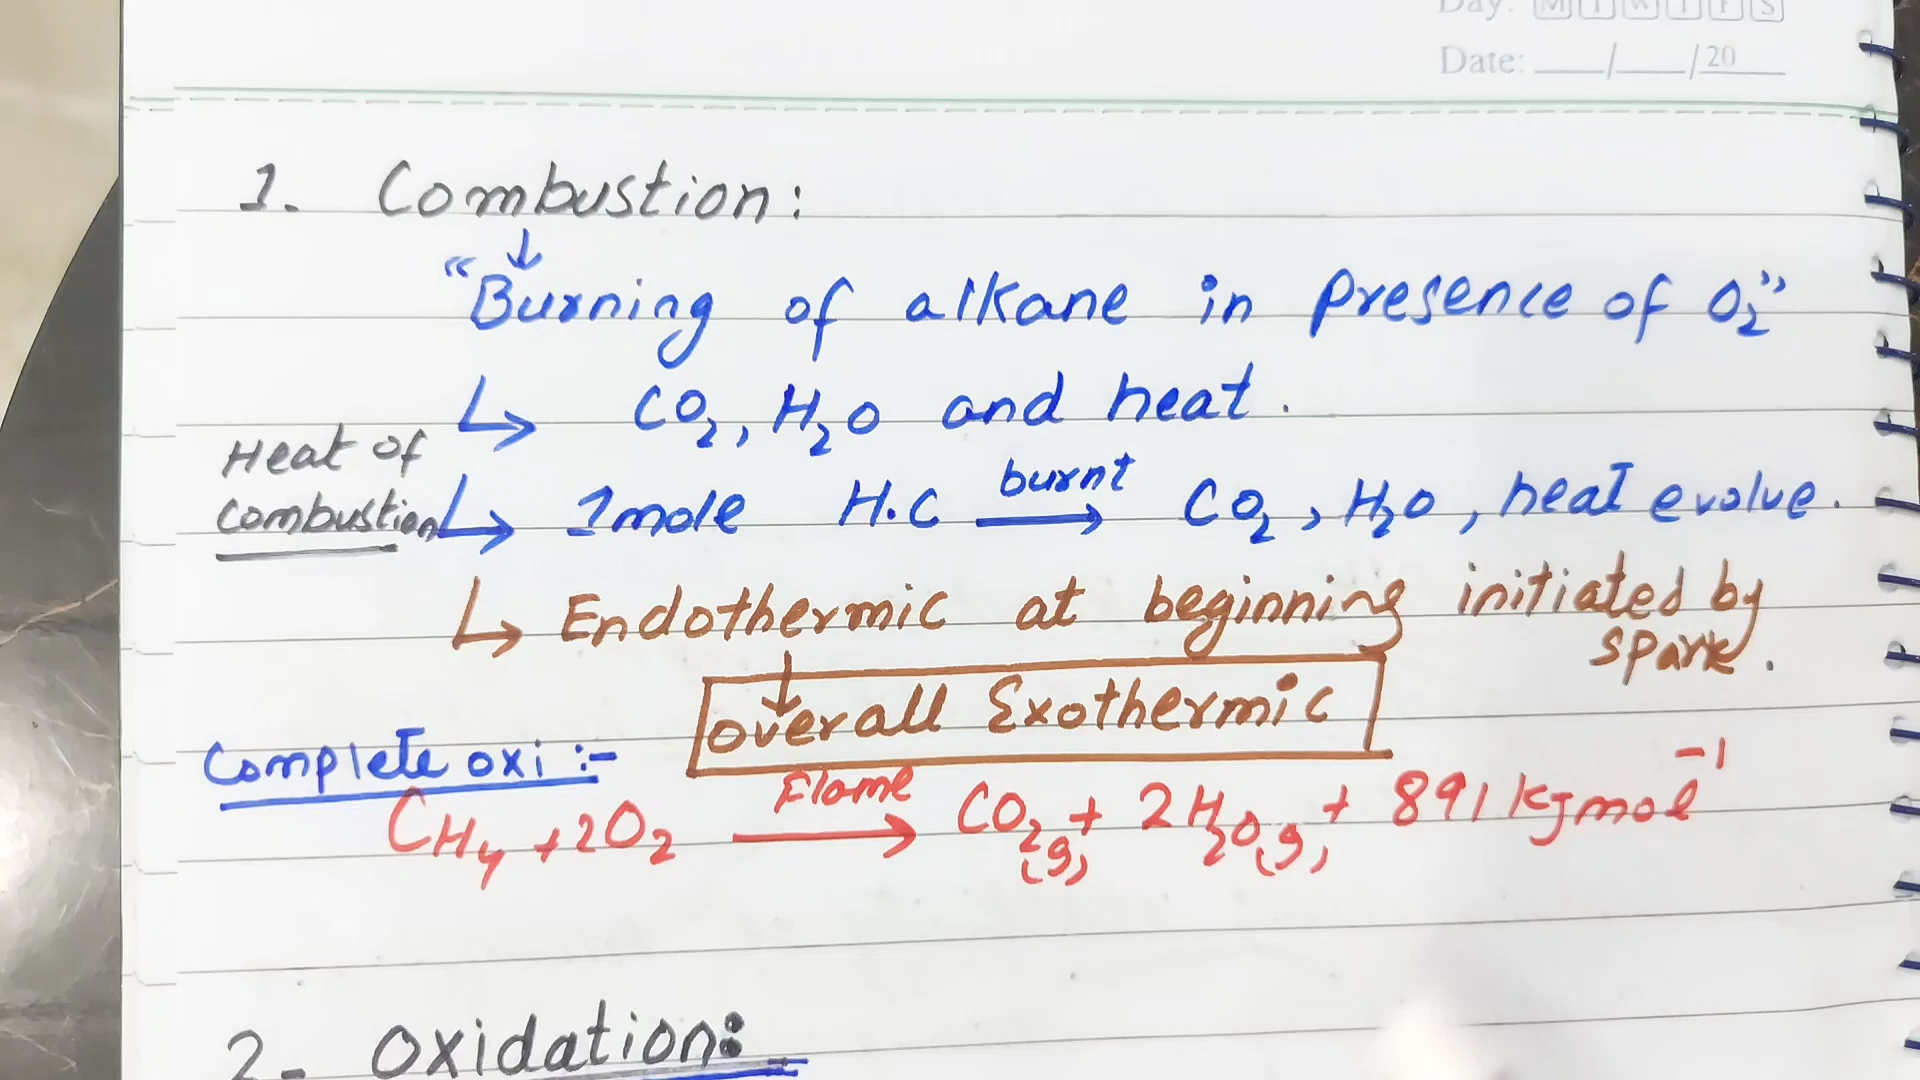 Day: M T W T F S
Date: ___/___/20___
1. Combustion:
↓
"Burning of alkane in presence of O₂"
↳ CO₂, H₂O and heat.
Heat of combustion
↳ 1mole H.C burnt → CO₂, H₂O, heat evolve.
↳ Endothermic at beginning initiated by spark.
↓
overall Exothermic
Complete oxi :-
CH₄ + 2O₂ Flame → CO₂(g) + 2H₂O(g) + 891 kJmol⁻¹
2- Oxidation: